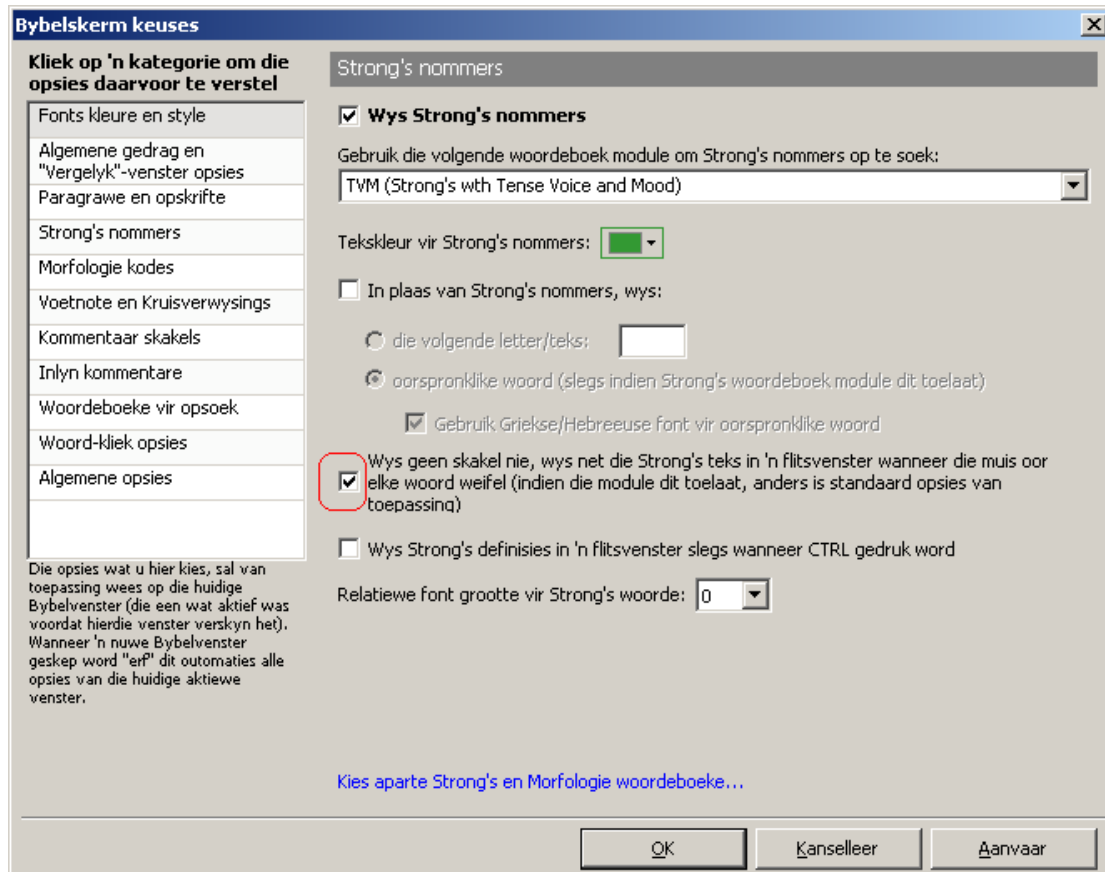 Bybelskerm keuses
Kliek op 'n kategorie om die
opsies daarvoor te verstel
Fonts kleure en style
Algemene gedrag en
"Vergelyk"-venster opsies
Paragrawe en opskrifte
Strong's nommers
Morfologie kodes
Voetnote en Kruisverwysings
Kommentaar skakels
Inlyn kommentare
Woordeboeke vir opsoek
Woord-kliek opsies
Algemene opsies
Die opsies wat u hier kies, sal van
toepassing wees op die huidige
Bybelvenster (die een wat aktief was
voordat hierdie venster verskyn het).
Wanneer 'n nuwe Bybelvenster
geskep word "erf" dit outomaties alle
opsies van die huidige aktiewe
venster.
Strong's nommers
Wys Strong's nommers
Gebruik die volgende woordeboek module om Strong's nommers op te soek:
TVM (Strong's wth Tense Voice and Mood)
Tekskleur vir Strong's nommers:
In plaas van Strong's nommers, wys:
die volgende letter/teks:
oorspronklike woord (slegs indien Strong's woordeboek module dit toelaat)
Gebruik Griekse/Hebreeuse font vir oorspronklike woord
Wys geen skakel nie, wys net die Strong's teks in 'n flitsvenster wanneer die muis oor
elke woord weifel (indien die module dit toelaat, anders is standaard opsies van
toepassing)
Wys Strong's definisies in 'n flitsvenster slegs wanneer CTRL gedruk word
Relatiewe font grootte vir Strong's woorde: 0
Kies aparte Strong's en Morfologie woordeboeke...
OK Kanselleer Aanvaar